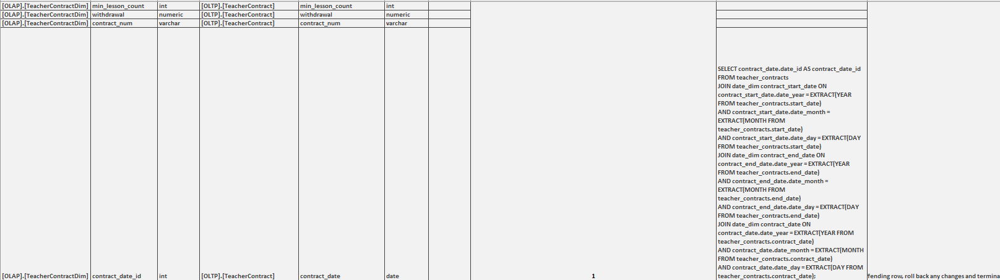 [OLAP].[TeacherContractDim] min_lesson_count int [OLTP].[TeacherContract] min_lesson_count int
[OLAP].[TeacherContractDim] withdrawal numeric [OLTP].[TeacherContract] withdrawal numeric
[OLAP].[TeacherContractDim] contract_num varchar [OLTP].[TeacherContract] contract_num varchar
SELECT contract_date.date_id AS contract_date_id
FROM teacher_contracts
JOIN date_dim contract_start_date ON
contract_start_date.date_year = EXTRACT(YEAR
FROM teacher_contracts.start_date)
AND contract_start_date.date_month =
EXTRACT(MONTH FROM
teacher_contracts.start_date)
AND contract_start_date.date_day = EXTRACT(DAY
FROM teacher_contracts.start_date)
JOIN date_dim contract_end_date ON
contract_end_date.date_year = EXTRACT(YEAR
FROM teacher_contracts.end_date)
AND contract_end_date.date_month =
EXTRACT(MONTH FROM
teacher_contracts.end_date)
AND contract_end_date.date_day = EXTRACT(DAY
FROM teacher_contracts.end_date)
JOIN date_dim contract_date ON
contract_date.date_year = EXTRACT(YEAR FROM
teacher_contracts.contract_date)
AND contract_date.date_month = EXTRACT(MONTH
FROM teacher_contracts.contract_date)
AND contract_date.date_day = EXTRACT(DAY FROM
[OLAP].[TeacherContractDim] contract_date_id int [OLTP].[TeacherContract] contract_date date 1 teacher_contracts.contract_date); ffending row, roll back any changes and termina